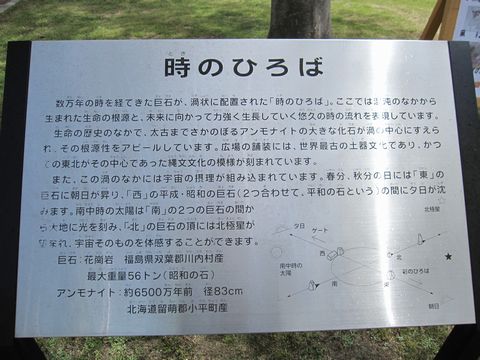 とき
時のひろば
数万年の時を経てきた巨石が、渦状に配置された「時のひろば」。ここでは混沌のなかから
生まれた生命の根源と、未来に向かって力強く生長していく悠久の時の流れを表現しています。
生命の歴史のなかで、太古までさかのぼるアンモナイトの大きな化石が渦の中心にすえら
れ、その根源性をアピールしています。広場の舗装には、世界最古の土器文化であり、かつ
ての東北がその中心であった縄文文化の模様が刻まれています。
また、この渦のなかには宇宙の摂理が組み込まれています。春分、秋分の日には「東」の
巨石に朝日が昇り、「西」の平成・昭和の巨石(2つ合わせて、平和の石という)の間に夕日が沈
みます。南中時の太陽は「南」の2つの巨石の間か
ら大地に光を刻み、「北」の巨石の頂には北極星が
望まれ、宇宙そのものを体感することができます。
巨石:花崗岩 福島県双葉郡川内村産
最大重量56トン(昭和の石)
アンモナイト:約6500万年前 径83cm
北海道留萌郡小平町産
北極星
夕日
ゲート
西
北
南中時の
太陽
彩のひろば
南
東
朝日